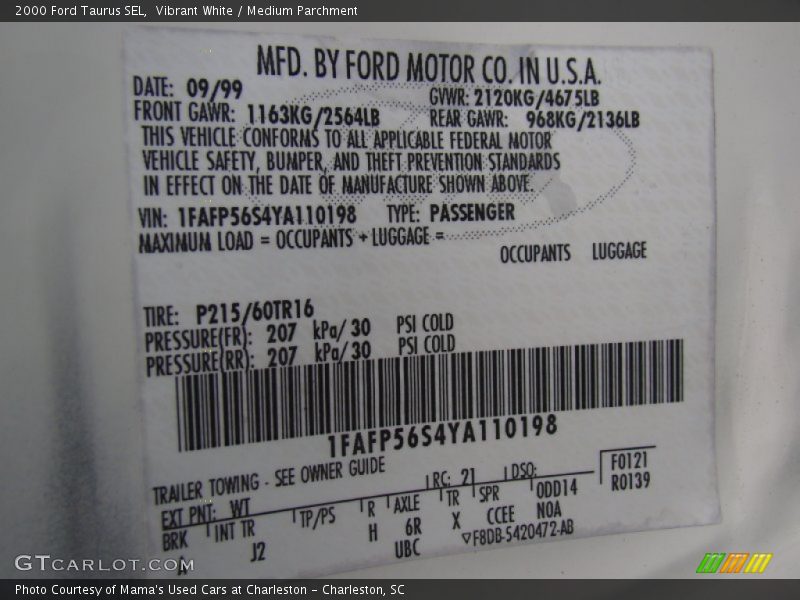 2000 Ford Taurus SEL,  Vibrant White / Medium Parchment
MFD. BY FORD MOTOR CO. IN U.S.A.
DATE: 09/99 GVWR: 2120KG/4675LB
FRONT GAWR: 1163KG/2564LB REAR GAWR: 968KG/2136LB
THIS VEHICLE CONFORMS TO ALL APPLICABLE FEDERAL MOTOR
VEHICLE SAFETY, BUMPER, AND THEFT PREVENTION STANDARDS
IN EFFECT ON THE DATE OF MANUFACTURE SHOWN ABOVE.
VIN: 1FAFP56S4YA110198 TYPE: PASSENGER
MAXIMUM LOAD = OCCUPANTS + LUGGAGE =
OCCUPANTS LUGGAGE
TIRE: P215/60TR16
PRESSURE(FR): 207 kPa/ 30 PSI COLD
PRESSURE(RR): 207 kPa/ 30 PSI COLD
1FAFP56S4YA110198
TRAILER TOWING - SEE OWNER GUIDE
EXT PNT: WT RC: 21 DSO: F0121
R0139
BRK INT TR TP/PS R AXLE TR SPR ODD14
A J2 H 6R X CCEE NOA
UBC ▽F8DB-5420472-AB
GTCARLOT.COM
Photo Courtesy of Mama's Used Cars at Charleston - Charleston, SC